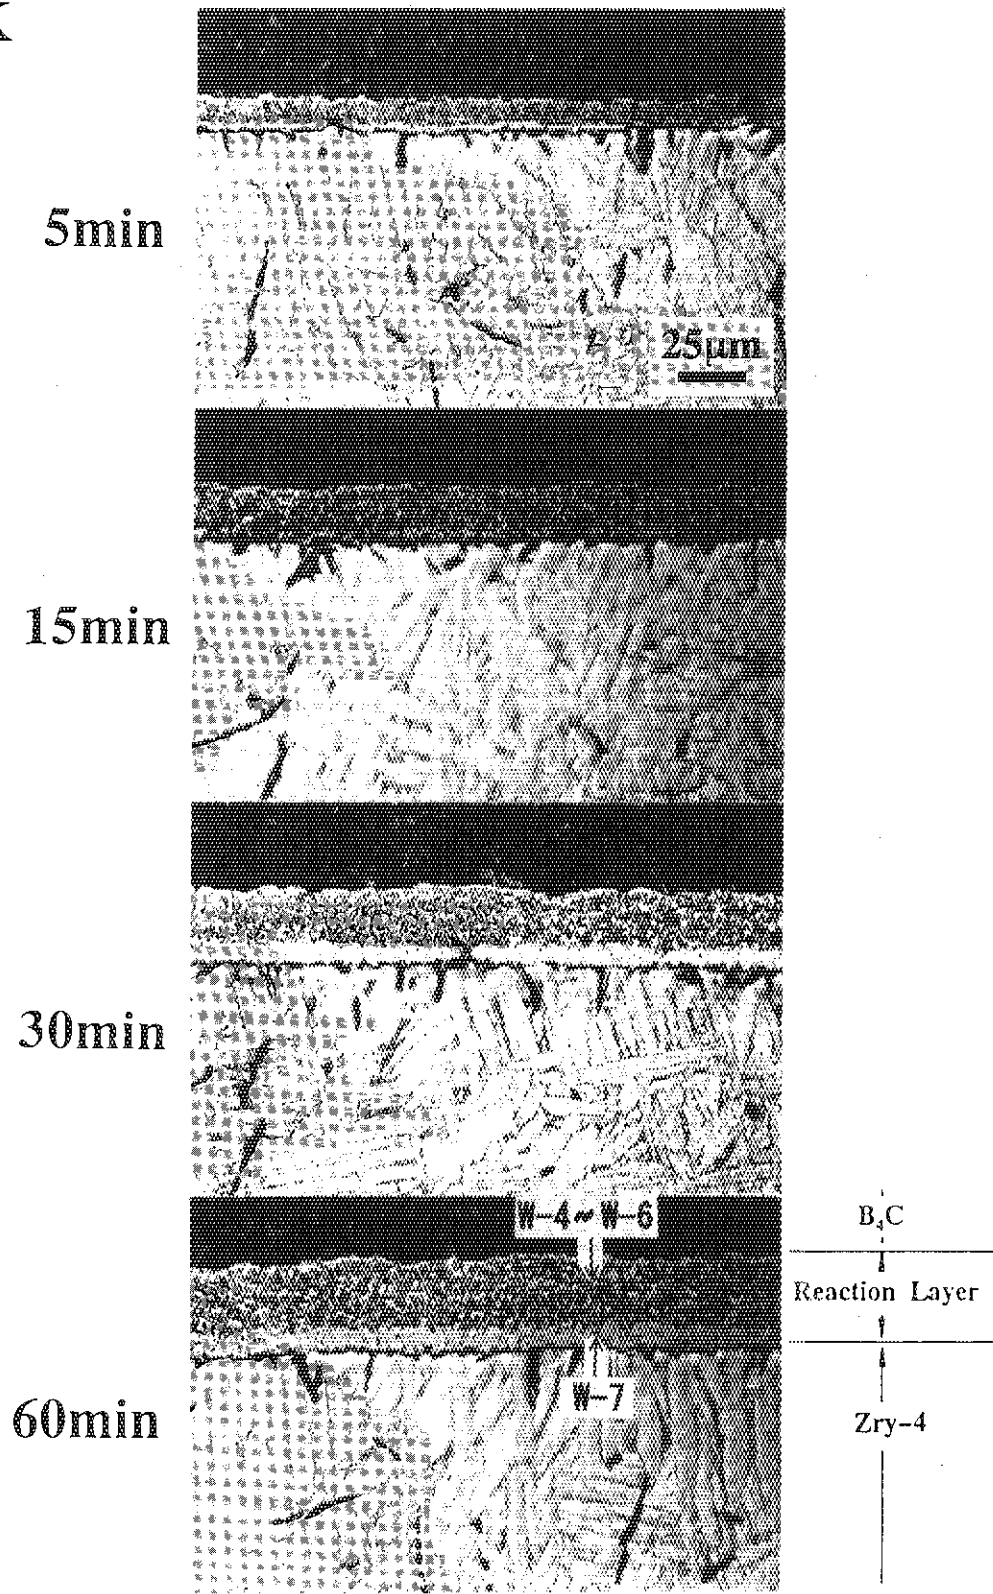 5min
25μm
15min
30min
W-4~W-6
B₄C
Reaction Layer
W-7
60min
Zry-4